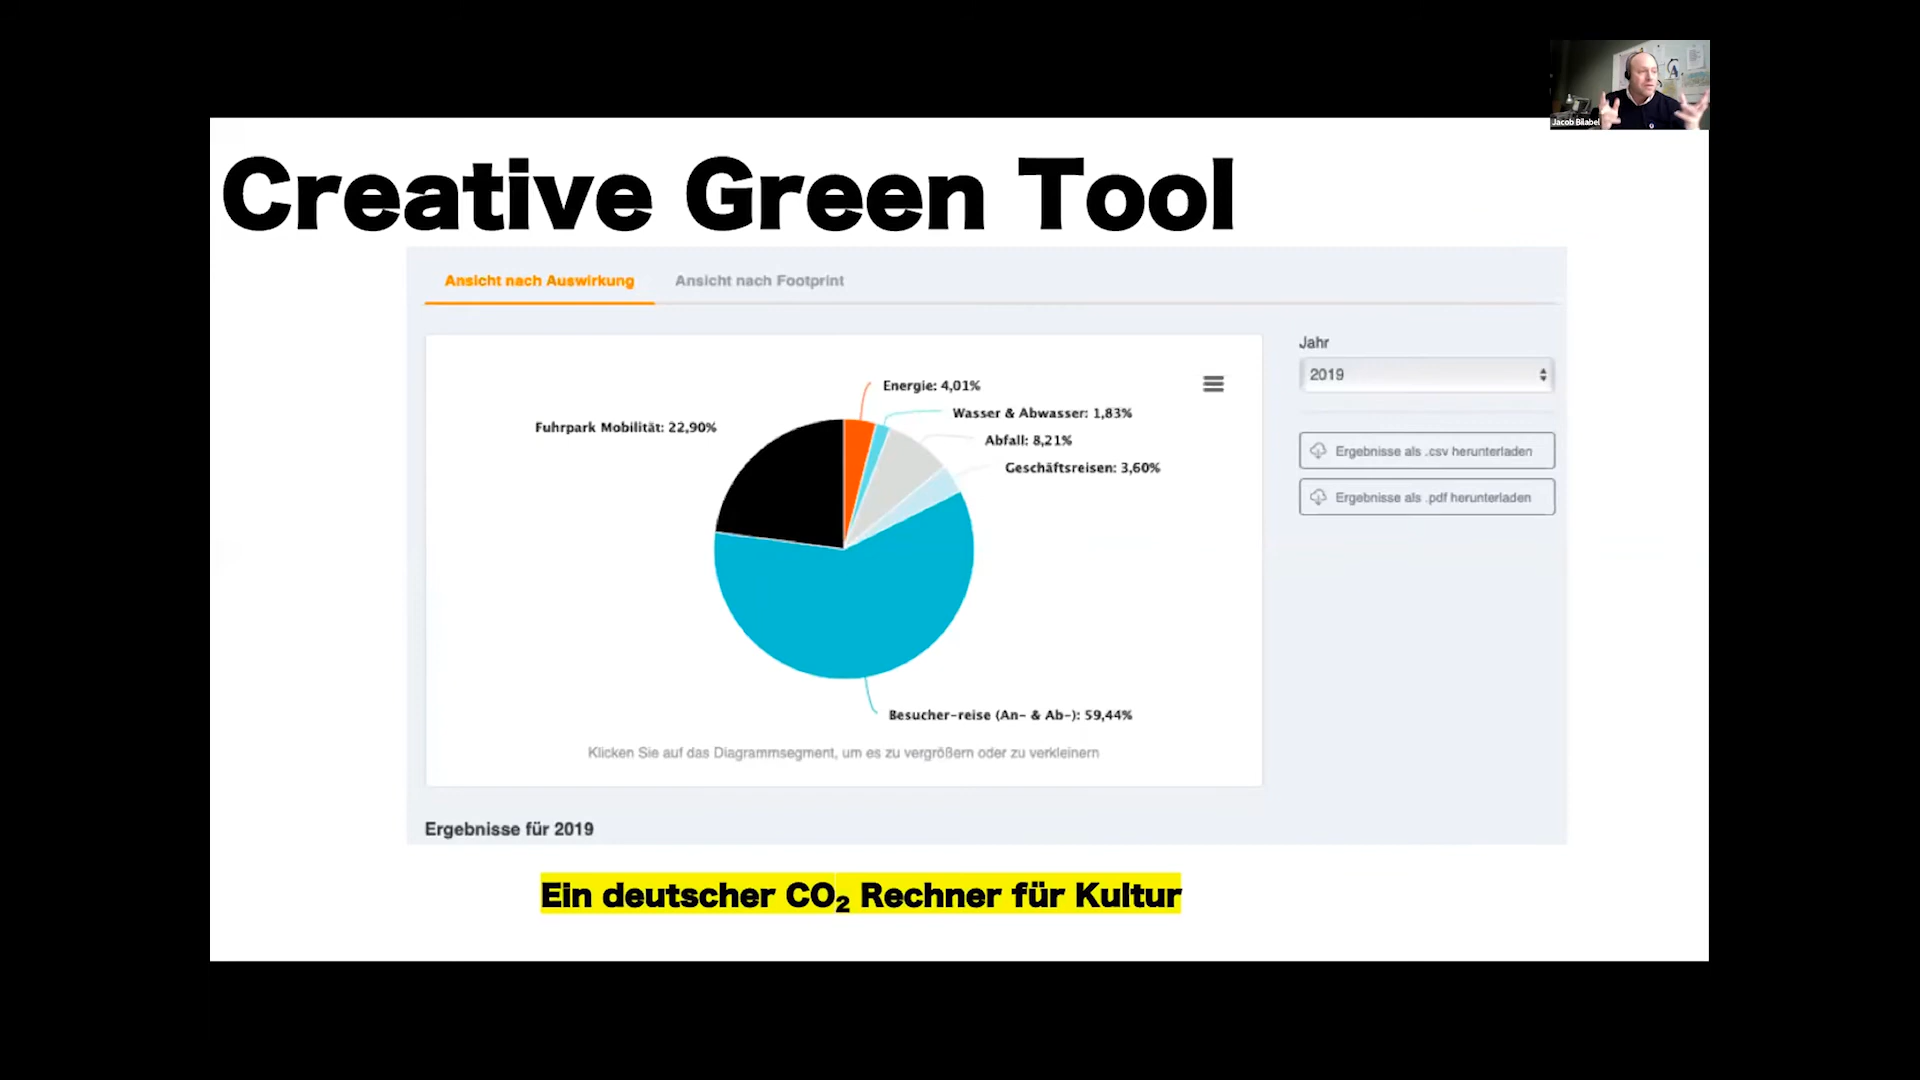 Jacob Bilabel
Creative Green Tool
Ansicht nach Auswirkung
Ansicht nach Footprint
Jahr
2019
Energie: 4,01%
Wasser & Abwasser: 1,83%
Fuhrpark Mobilität: 22,90%
Abfall: 8,21%
Geschäftsreisen: 3,60%
Ergebnisse als .csv herunterladen
Ergebnisse als .pdf herunterladen
Besucher-reise (An- & Ab-): 59,44%
Klicken Sie auf das Diagrammsegment, um es zu vergrößern oder zu verkleinern
Ergebnisse für 2019
Ein deutscher CO₂ Rechner für Kultur